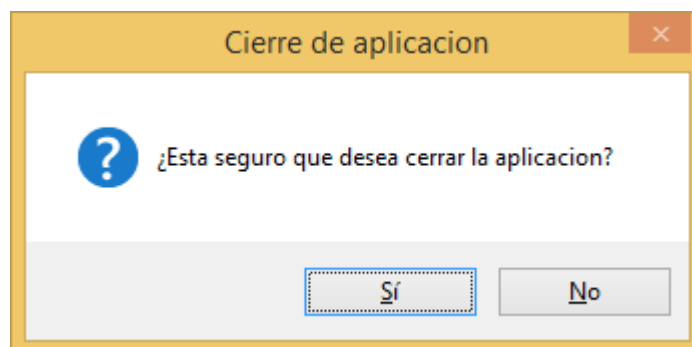 Cierre de aplicacion
¿Esta seguro que desea cerrar la aplicacion?
Sí
No